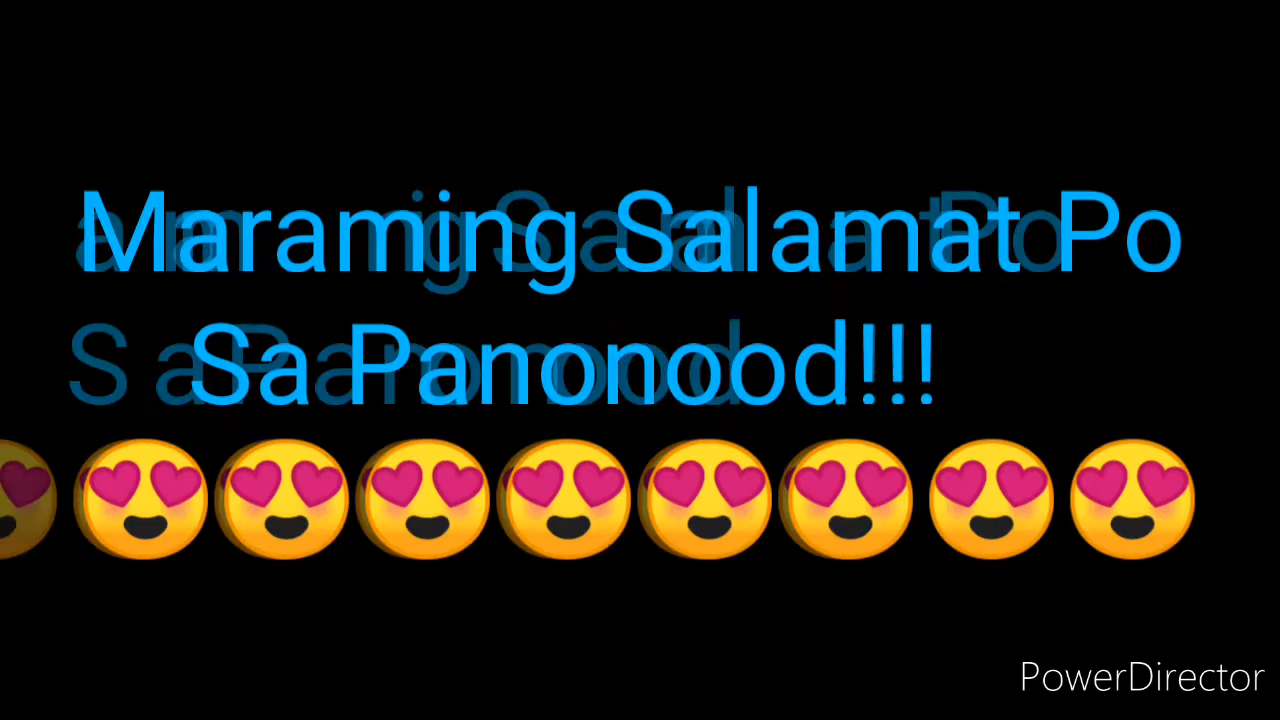 Maraming Salamat Po
Sa Panonood!!!
😍😍😍😍😍😍😍😍
PowerDirector